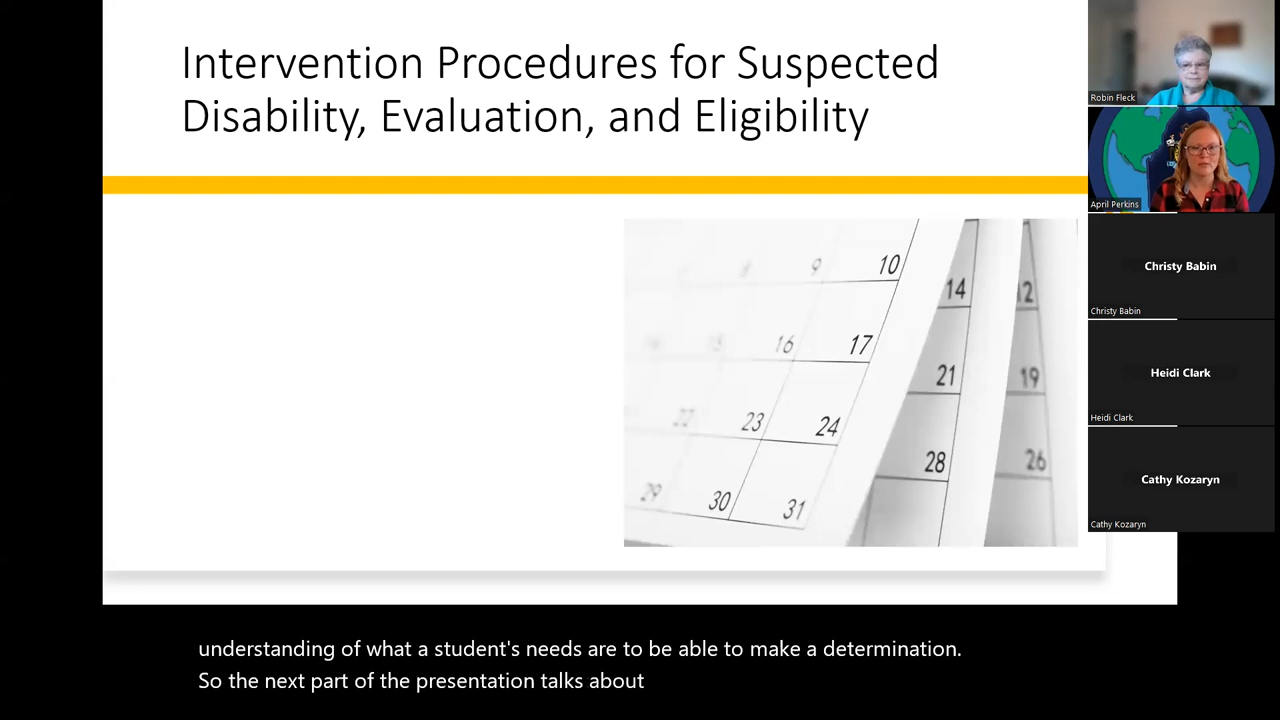 Intervention Procedures for Suspected
Disability, Evaluation, and Eligibility
9 10
16 17
22 23 24
29 30 31
14
21
28
12
19
26
Robin Fleck
April Perkins
Christy Babin
Christy Babin
Heidi Clark
Heidi Clark
Cathy Kozaryn
Cathy Kozaryn
understanding of what a student's needs are to be able to make a determination.
So the next part of the presentation talks about